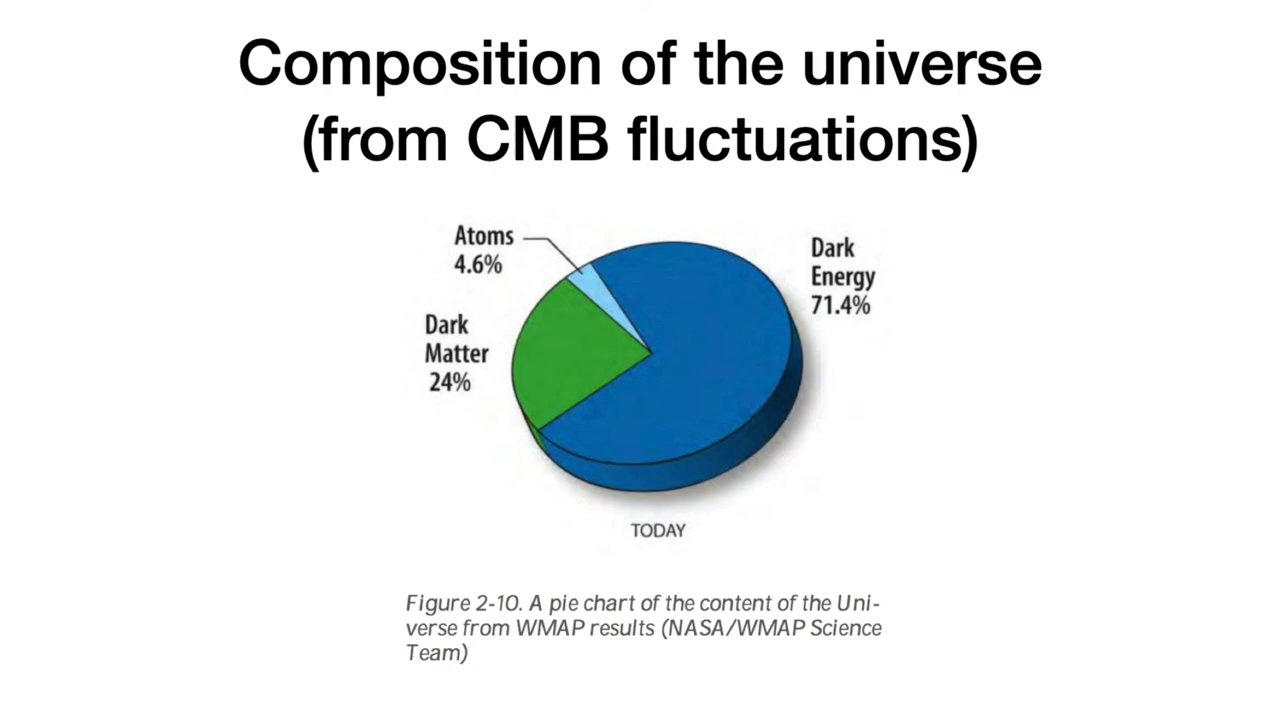 Composition of the universe
(from CMB fluctuations)
Atoms
4.6%
Dark
Energy
71.4%
Dark
Matter
24%
TODAY
Figure 2-10. A pie chart of the content of the Uni-
verse from WMAP results (NASA/WMAP Science
Team)